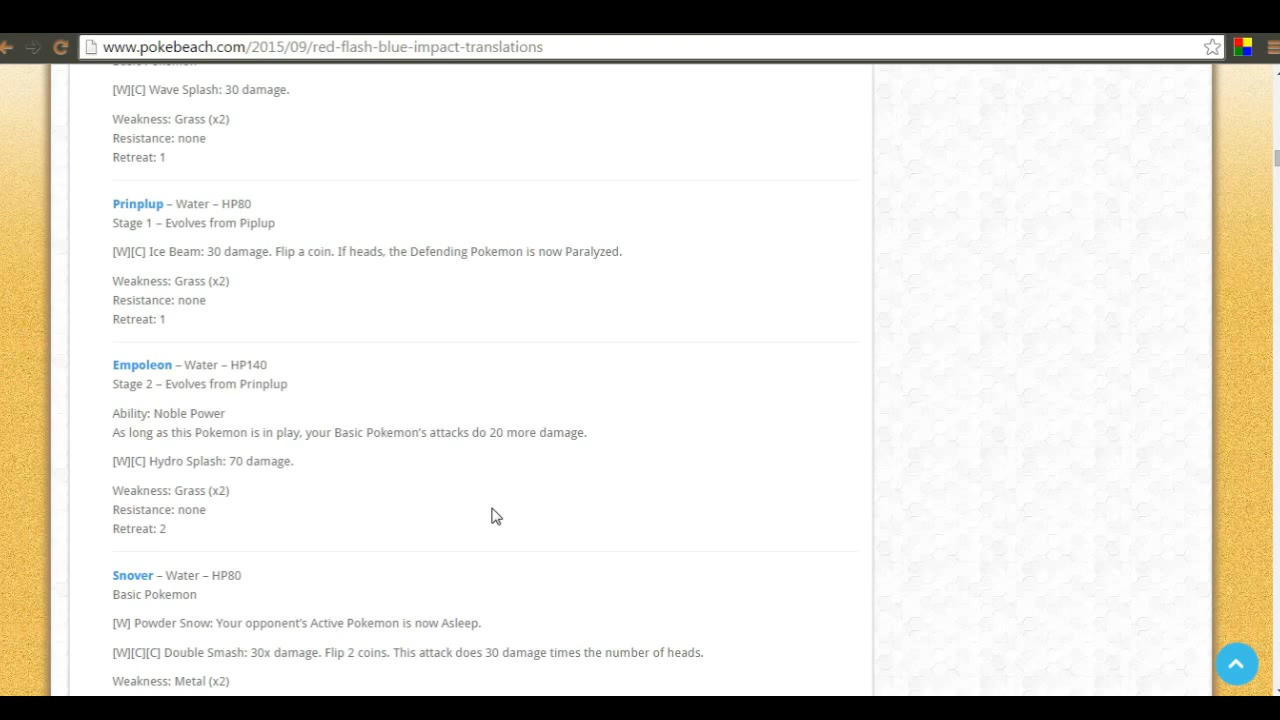 www.pokebeach.com/2015/09/red-flash-blue-impact-translations
Basic Pokemon
[W][C] Wave Splash: 30 damage.
Weakness: Grass (x2)
Resistance: none
Retreat: 1
Prinplup – Water – HP80
Stage 1 – Evolves from Piplup
[W][C] Ice Beam: 30 damage. Flip a coin. If heads, the Defending Pokemon is now Paralyzed.
Weakness: Grass (x2)
Resistance: none
Retreat: 1
Empoleon – Water – HP140
Stage 2 – Evolves from Prinplup
Ability: Noble Power
As long as this Pokemon is in play, your Basic Pokemon’s attacks do 20 more damage.
[W][C] Hydro Splash: 70 damage.
Weakness: Grass (x2)
Resistance: none
Retreat: 2
Snover – Water – HP80
Basic Pokemon
[W] Powder Snow: Your opponent’s Active Pokemon is now Asleep.
[W][C][C] Double Smash: 30x damage. Flip 2 coins. This attack does 30 damage times the number of heads.
Weakness: Metal (x2)